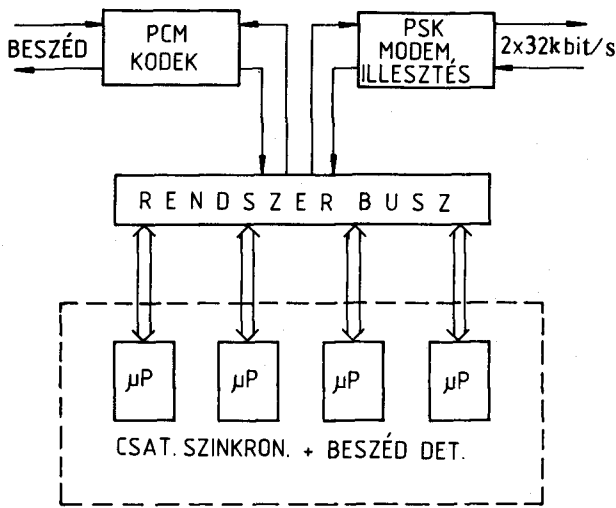 BESZÉD
PCM
KODEK
PSK
MODEM,
ILLESZTÉS
2x32kbit/s
RENDSZER BUSZ
µP
µP
µP
µP
CSAT. SZINKRON. + BESZÉD DET.